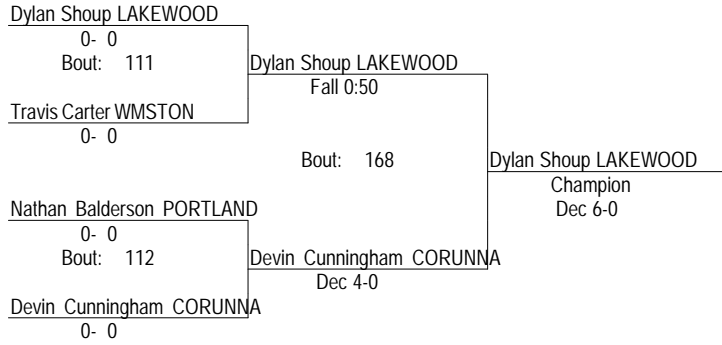 Dylan Shoup LAKEWOOD
0- 0
Bout: 111
Dylan Shoup LAKEWOOD
Fall 0:50
Travis Carter WMSTON
0- 0
Bout: 168
Dylan Shoup LAKEWOOD
Champion
Dec 6-0
Nathan Balderson PORTLAND
0- 0
Bout: 112
Devin Cunningham CORUNNA
Dec 4-0
Devin Cunningham CORUNNA
0- 0